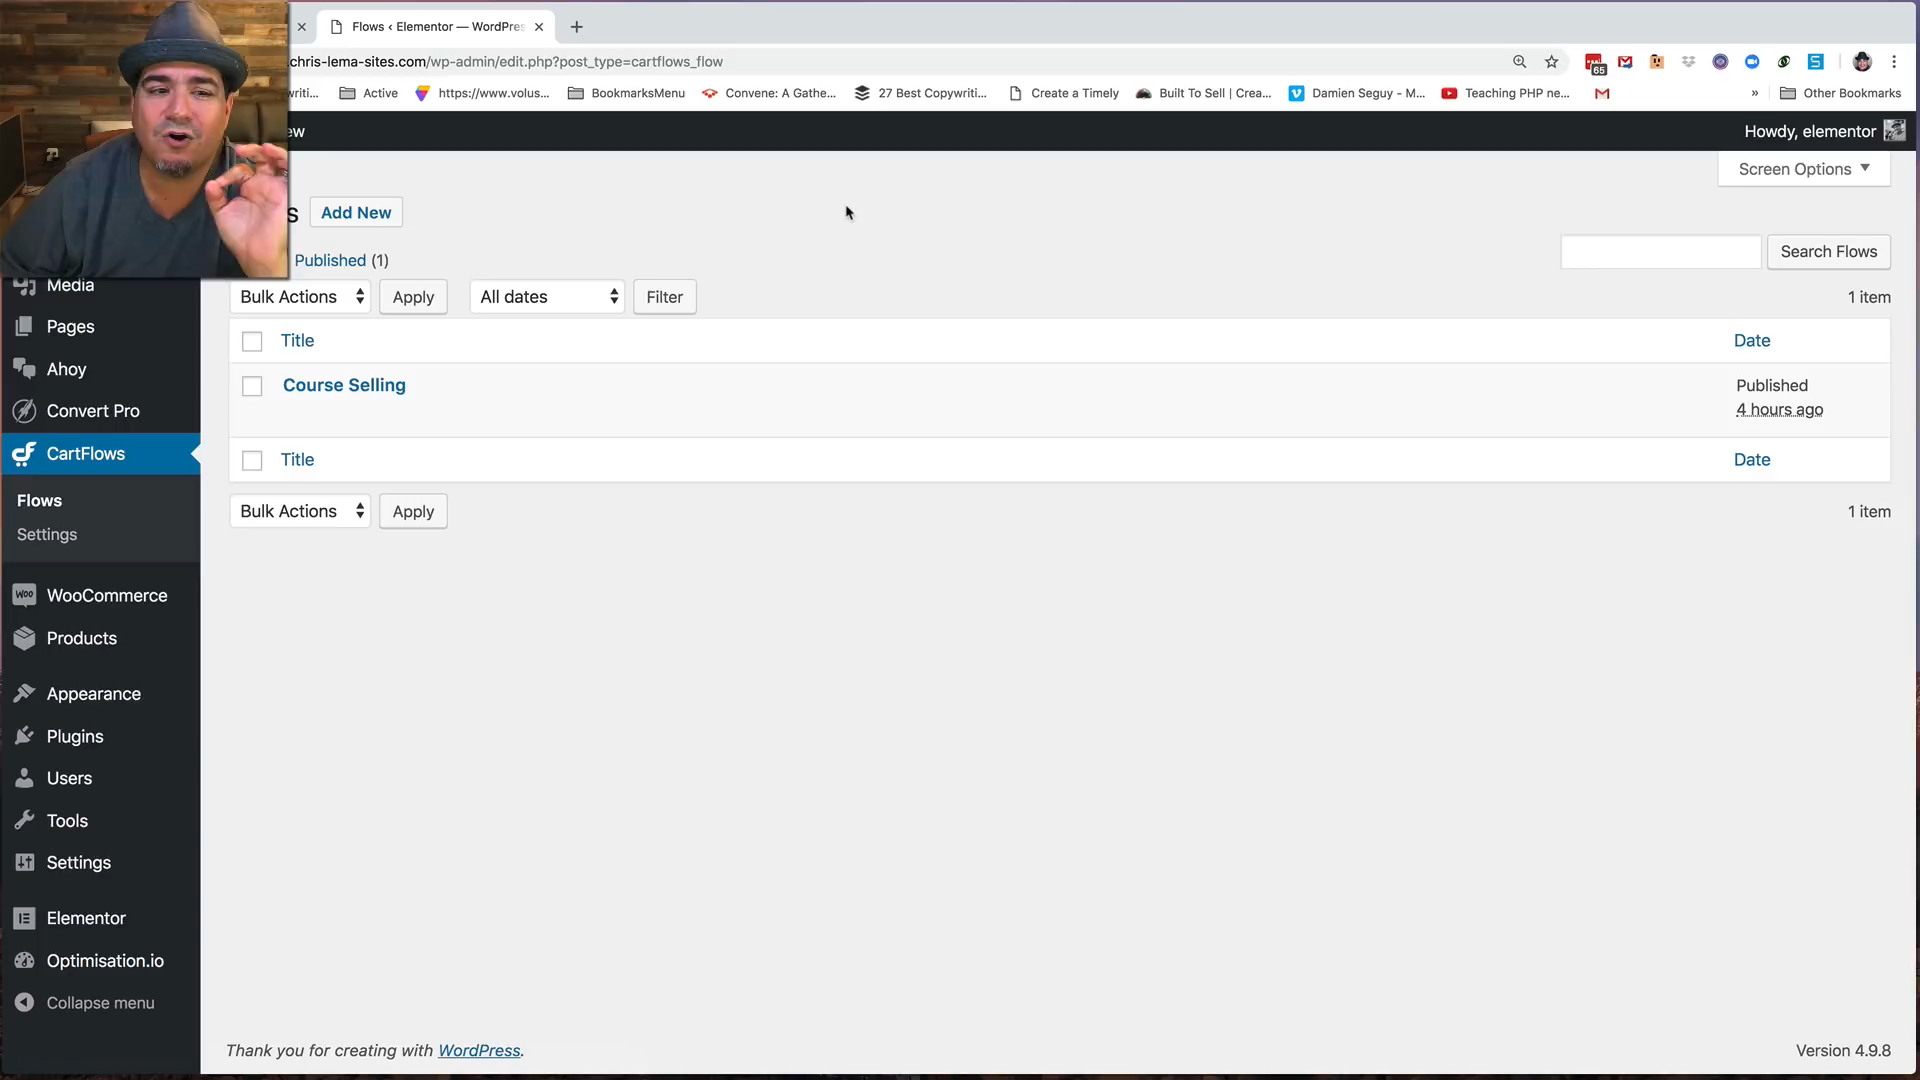 Flows ‹ Elementor — WordPres
chris-lema-sites.com/wp-admin/edit.php?post_type=cartflows_flow
65
writi...
Active
https://www.volus...
BookmarksMenu
Convene: A Gathe...
27 Best Copywriti...
Create a Timely
Built To Sell | Crea...
Damien Seguy - M...
Teaching PHP ne...
»
Other Bookmarks
ew
Howdy, elementor
Screen Options
s
Add New
Published (1)
Search Flows
Bulk Actions
Apply
All dates
Filter
1 item
Title
Date
Course Selling
Published
4 hours ago
Title
Date
Bulk Actions
Apply
1 item
Media
Pages
Ahoy
Convert Pro
CartFlows
Flows
Settings
WooCommerce
Products
Appearance
Plugins
Users
Tools
Settings
Elementor
Optimisation.io
Collapse menu
Thank you for creating with WordPress.
Version 4.9.8